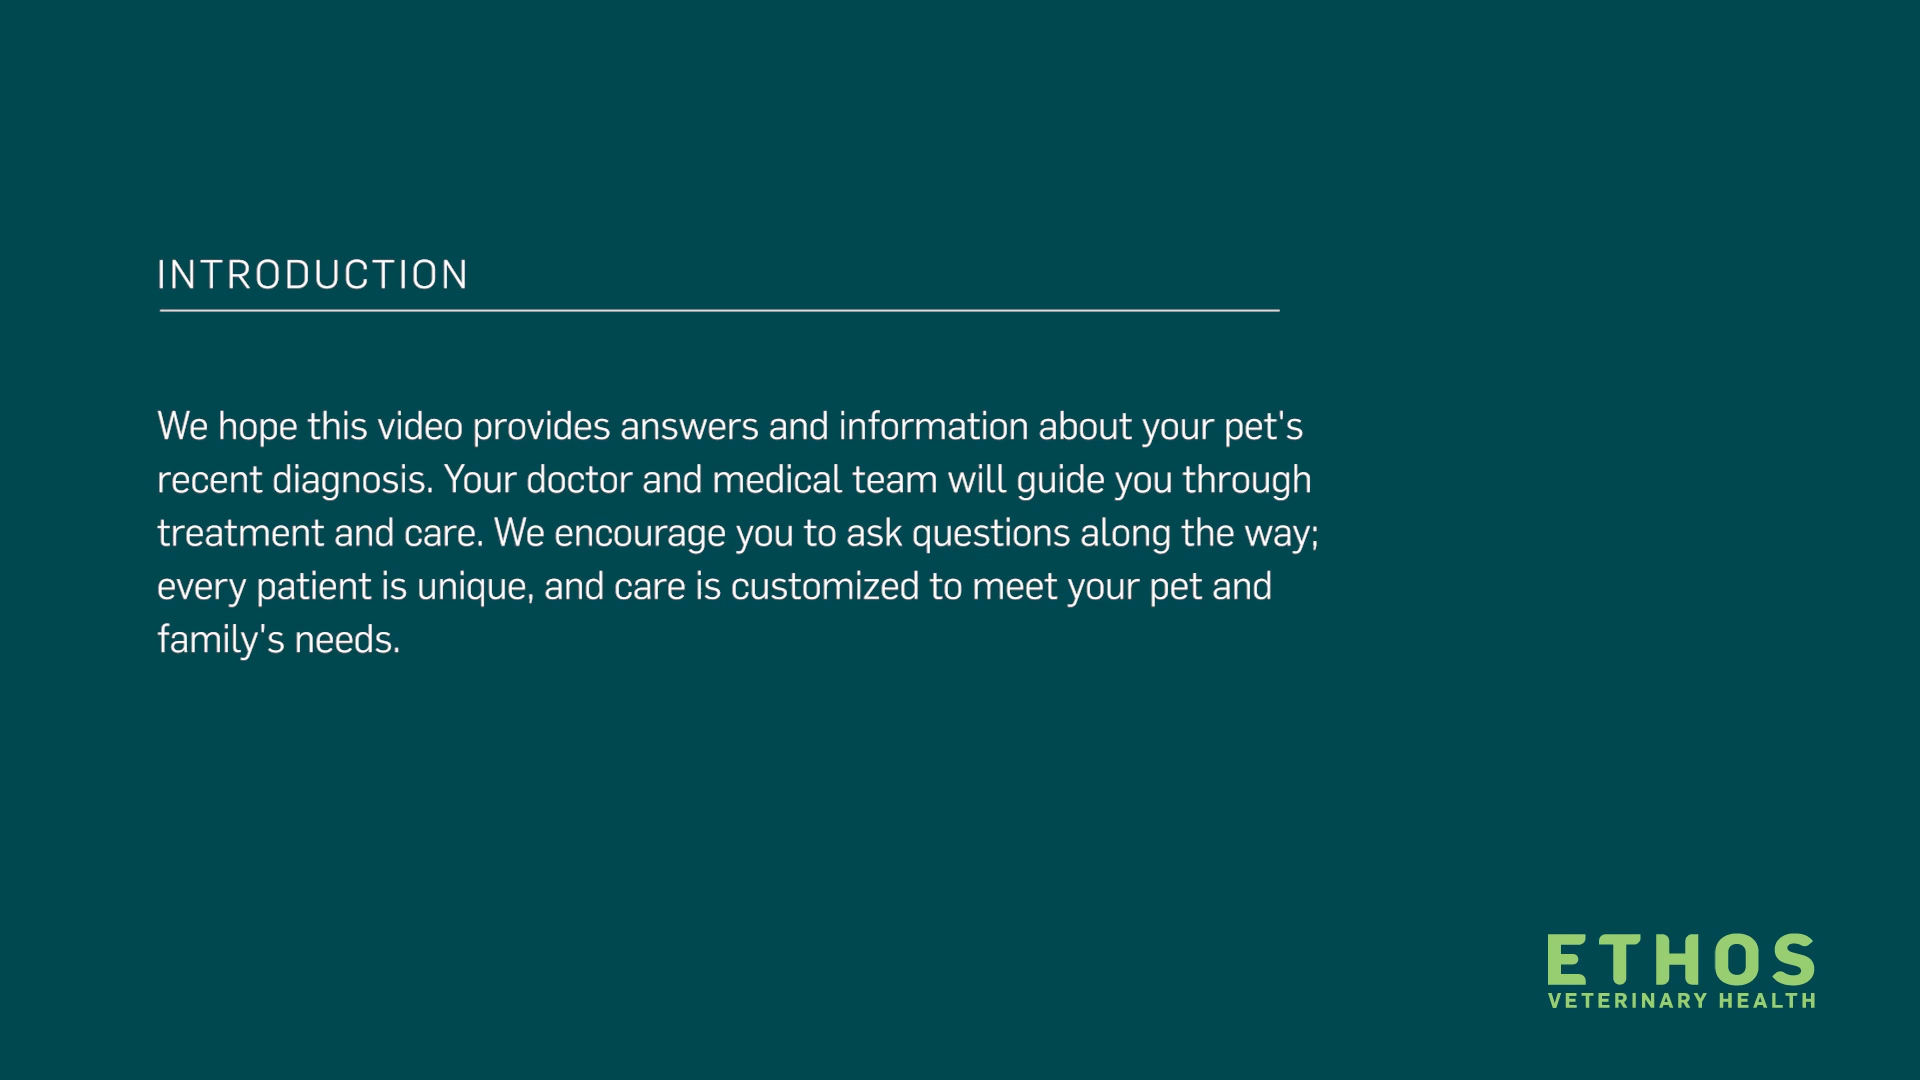 INTRODUCTION
We hope this video provides answers and information about your pet's
recent diagnosis. Your doctor and medical team will guide you through
treatment and care. We encourage you to ask questions along the way;
every patient is unique, and care is customized to meet your pet and
family's needs.
ETHOS
VETERINARY HEALTH